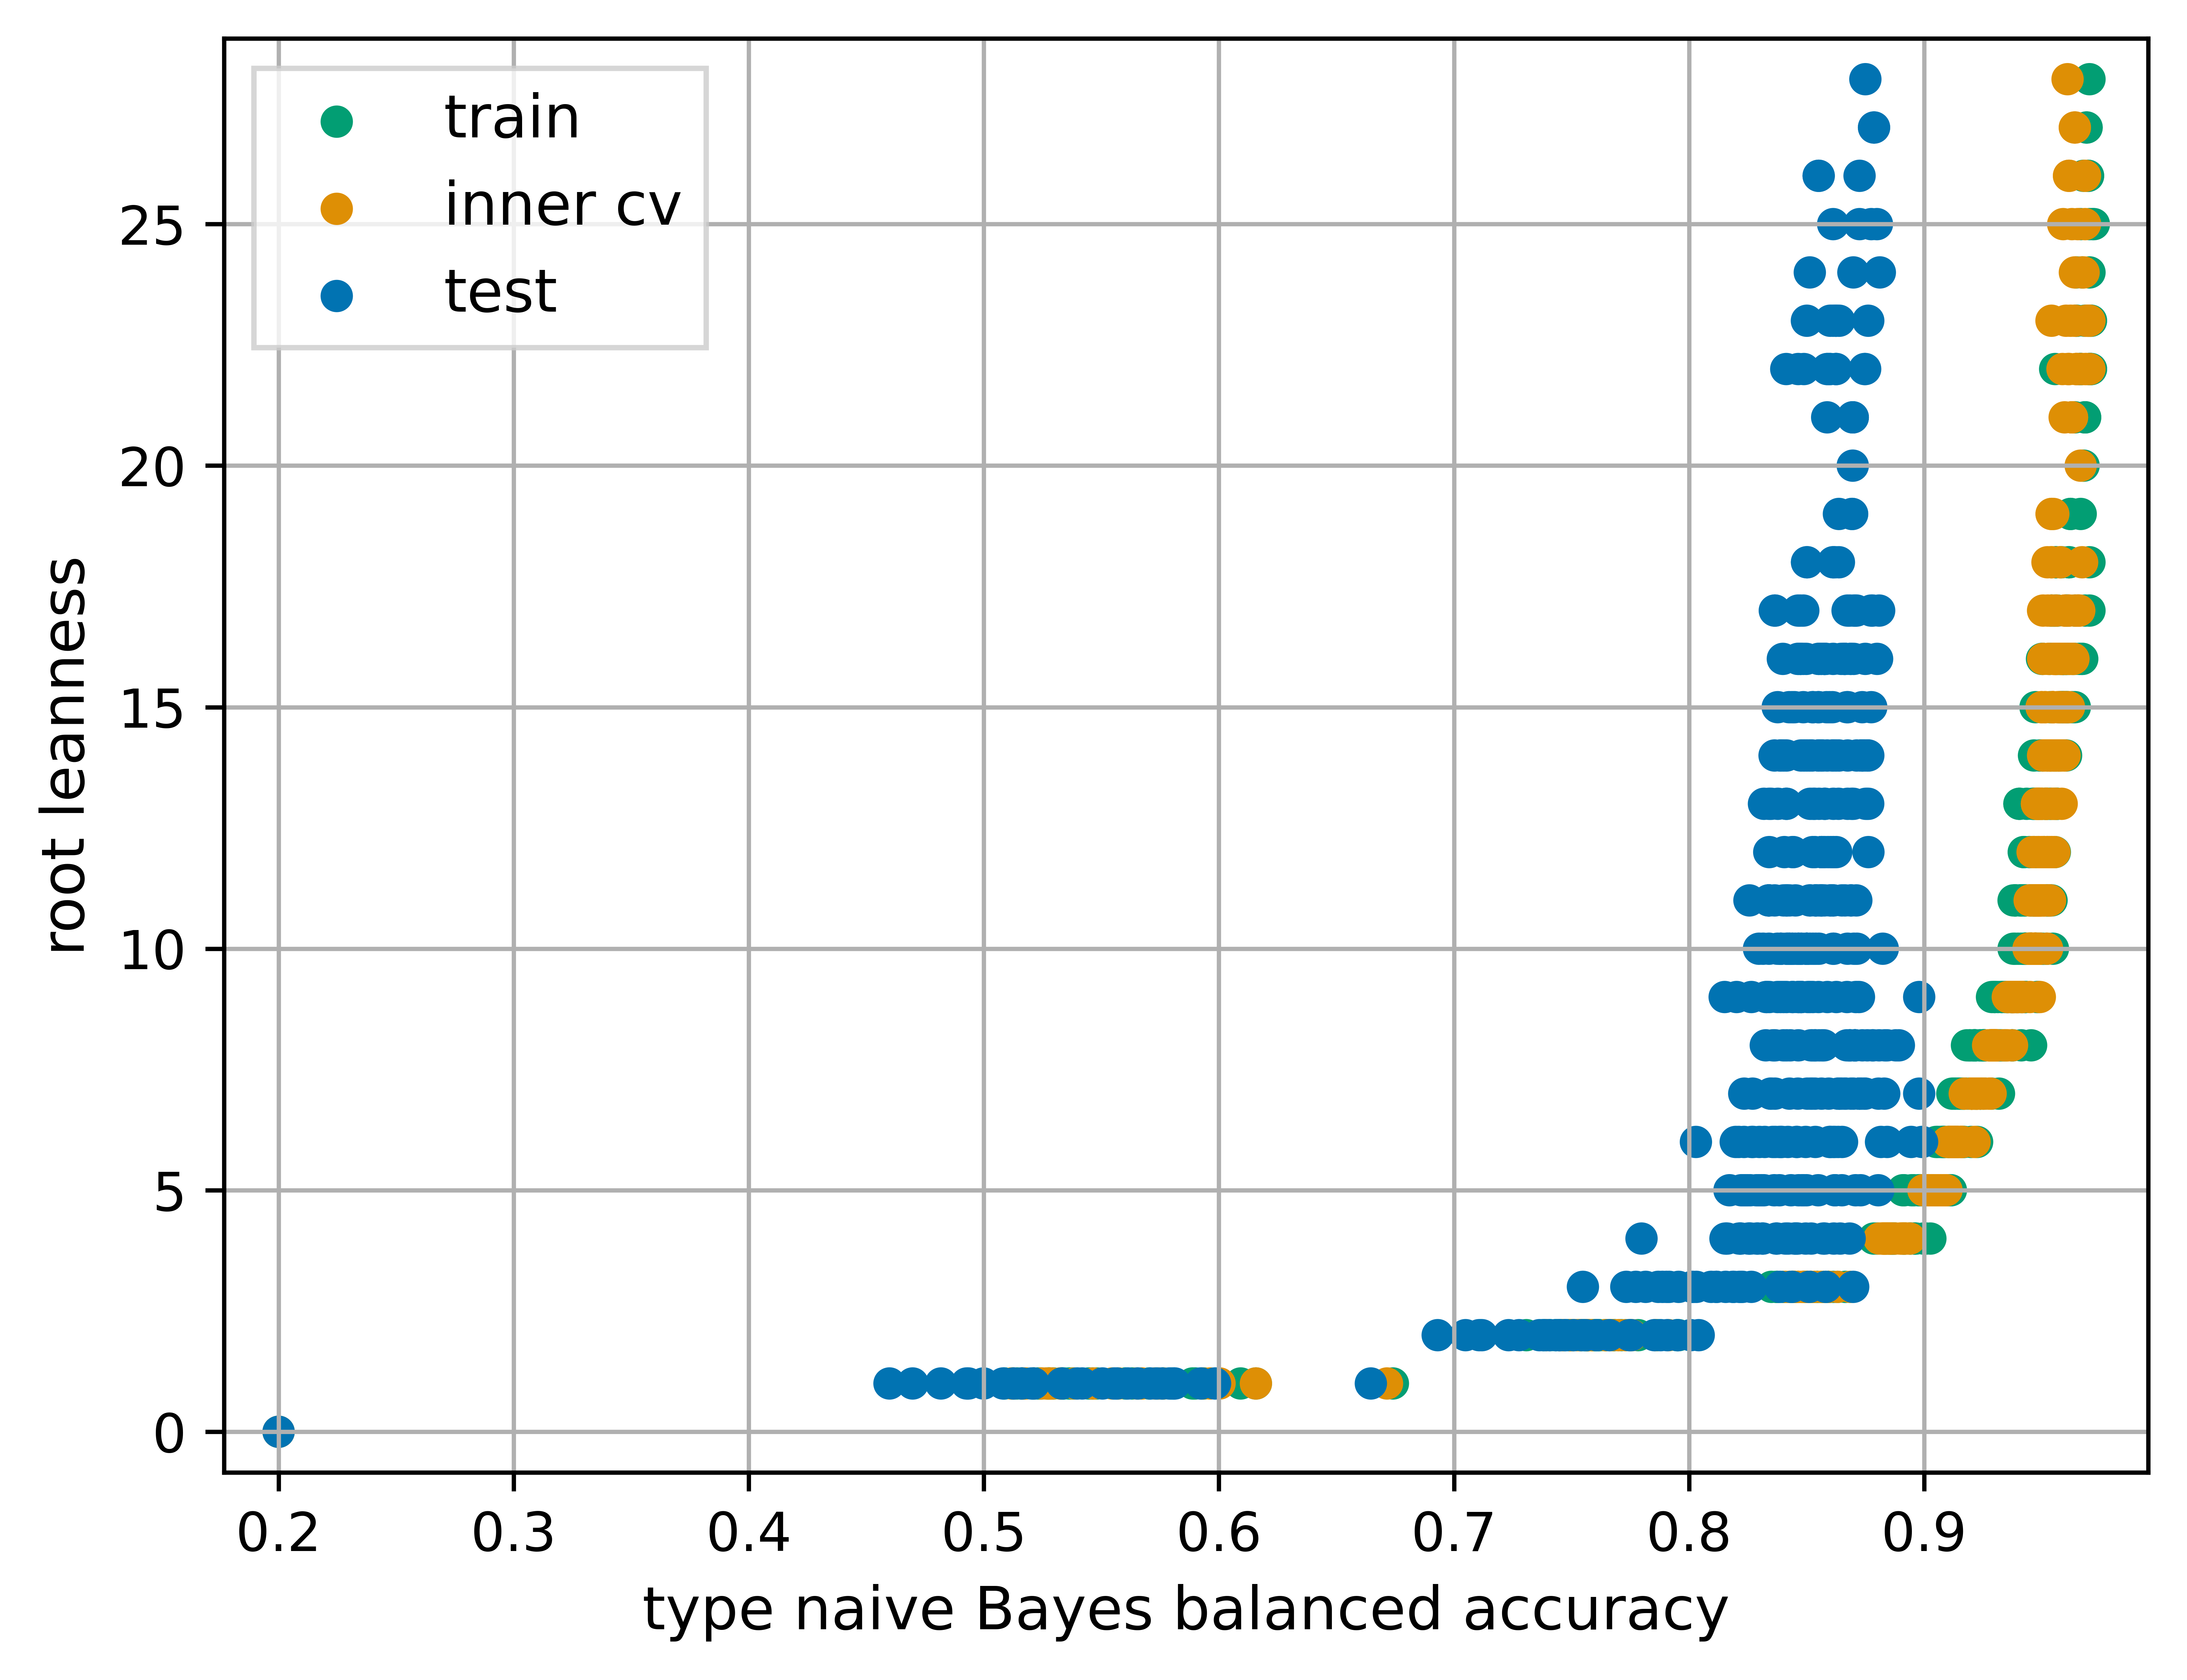 train
inner cv
test
25
20
15
10
5
0
root leanness
0.2 0.3 0.4 0.5 0.6 0.7 0.8 0.9
type naive Bayes balanced accuracy